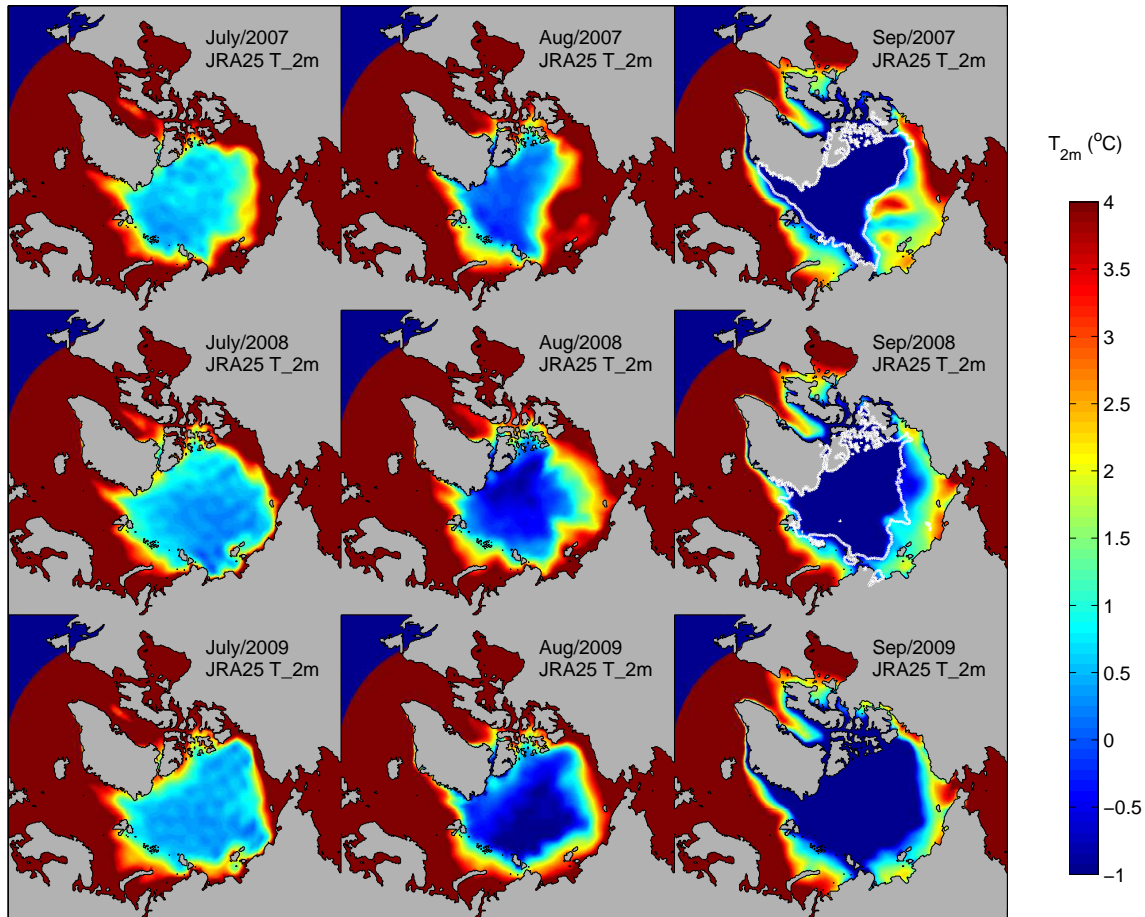 July/2007
JRA25 T_2m
Aug/2007
JRA25 T_2m
Sep/2007
JRA25 T_2m
July/2008
JRA25 T_2m
Aug/2008
JRA25 T_2m
Sep/2008
JRA25 T_2m
July/2009
JRA25 T_2m
Aug/2009
JRA25 T_2m
Sep/2009
JRA25 T_2m
T2m (oC)
4
3.5
3
2.5
2
1.5
1
0.5
0
−0.5
−1